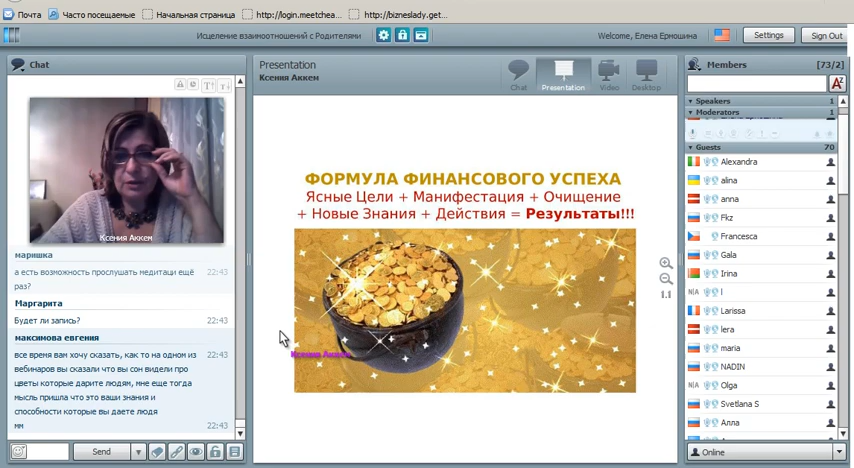 Почта
Часто посещаемые
Начальная страница
http://login.meetchea...
http://bizneslady.get...
Исцеление взаимоотношений с Родителями
Welcome, Елена Ермошина
Settings
Sign Out
Chat
Ксения Аккем
маришка
а есть возможность прослушать медитаци ещё
раз?
22:43
Маргарита
Будет ли запись?
22:43
максимова евгения
все время вам хочу сказать, как то на одном из
22:43
вебинаров вы сказали что вы сон видели про
цветы которые дарите людям, мне еще тогда
мысль пришла что это ваши знания и
способности которые вы даете людя
мм
22:43
Send
Presentation
Ксения Аккем
Chat
Presentation
Video
Desktop
ФОРМУЛА ФИНАНСОВОГО УСПЕХА
Ясные Цели + Манифестация + Очищение
+ Новые Знания + Действия = Результаты!!!
Ксения Аккем
1.1
Members
[73/2]
Speakers
1
Moderators
1
Guests
70
Alexandra
alina
anna
Fkz
Francesca
Gala
Irina
N/A
l
Larissa
lera
maria
NADIN
N/A
Olga
Svetlana S
Алла
Online